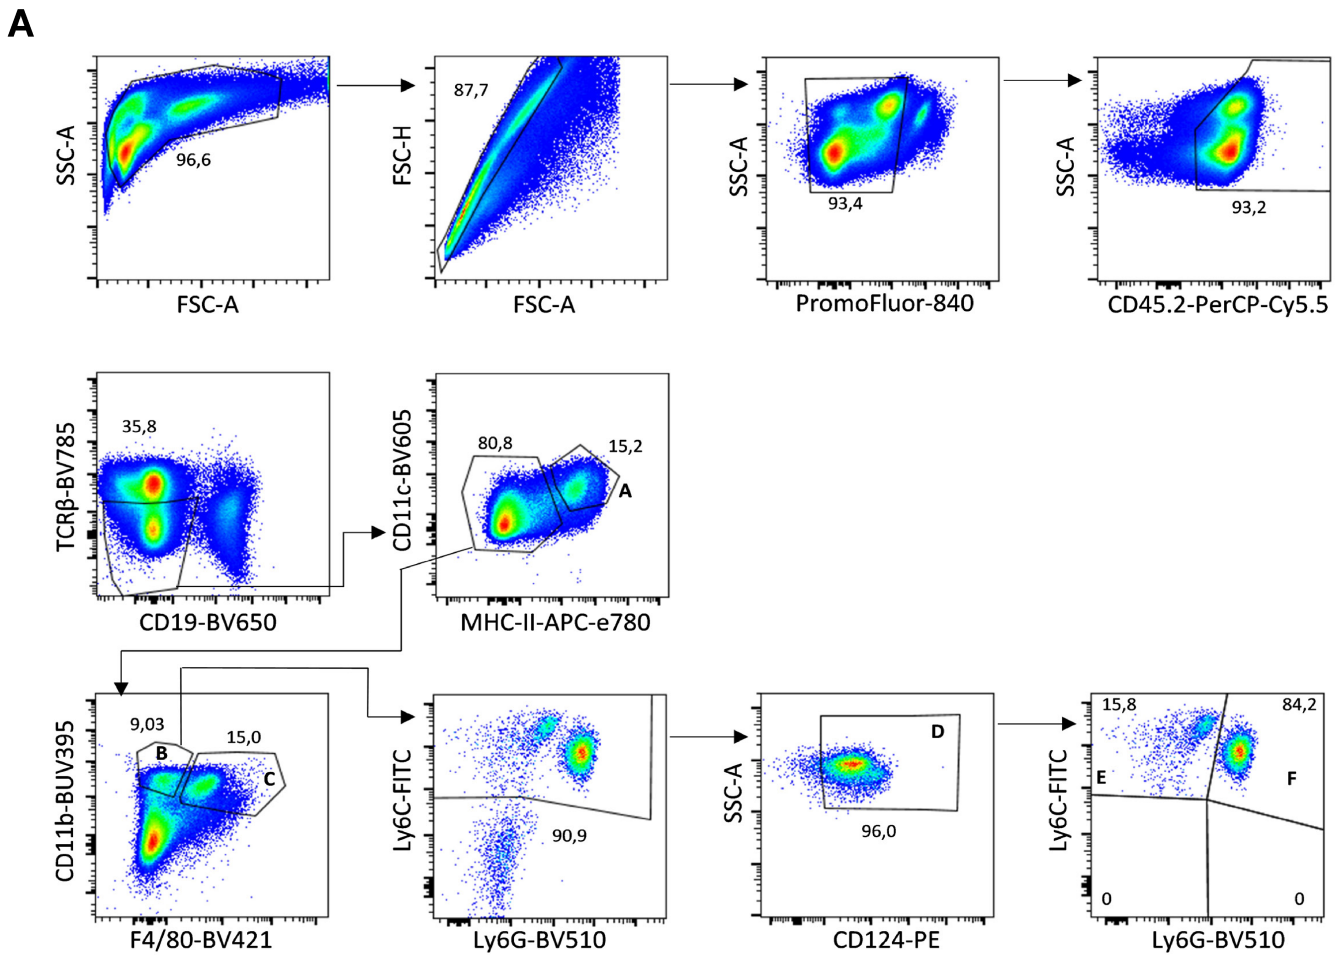 A
SSC-A
96,6
FSC-A
FSC-H
87,7
FSC-A
SSC-A
93,4
PromoFluor-840
SSC-A
93,2
CD45.2-PerCP-Cy5.5
TCRβ-BV785
35,8
CD19-BV650
CD11c-BV605
80,8
15,2
A
MHC-II-APC-e780
CD11b-BUV395
9,03
15,0
B
C
F4/80-BV421
Ly6C-FITC
90,9
Ly6G-BV510
SSC-A
D
96,0
CD124-PE
Ly6C-FITC
15,8
84,2
E
F
0
0
Ly6G-BV510